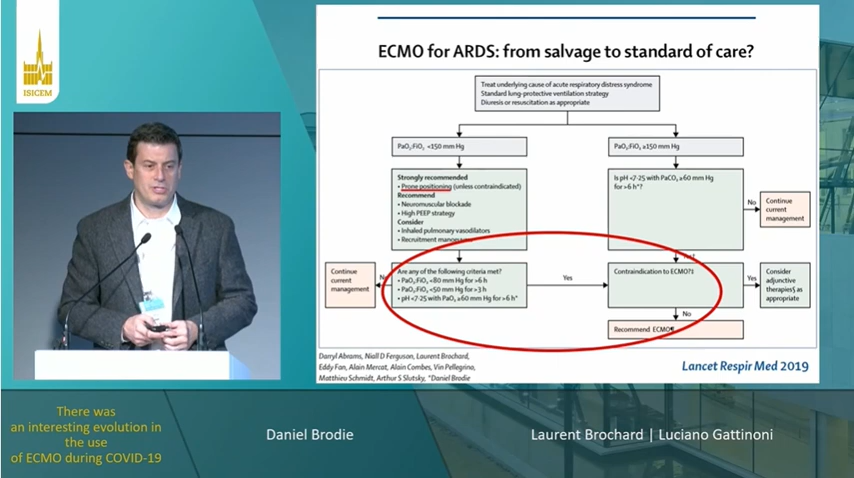 ISICEM
ECMO for ARDS: from salvage to standard of care?
Treat underlying cause of acute respiratory distress syndrome
Standard lung-protective ventilation strategy
Diuresis or resuscitation as appropriate
PaO₂:FiO₂ <150 mm Hg
PaO₂:FiO₂ ≥150 mm Hg
Strongly recommended
• Prone positioning (unless contraindicated)
Recommend
• Neuromuscular blockade
• High PEEP strategy
Consider
• Inhaled pulmonary vasodilators
• Recruitment
Is pH <7·25 with PaCO₂ ≥60 mm Hg
for >6 h*?
No
Continue
current
management
Continue
current
management
No
Are any of the following criteria met?
• PaO₂:FiO₂ <80 mm Hg for >6 h
• PaO₂:FiO₂ <50 mm Hg for >3 h
• pH <7·25 with PaO₂ ≥60 mm Hg for >6 h*
Yes
Contraindication to ECMO?‡
Yes
Consider
adjunctive
therapies§ as
appropriate
No
Recommend ECMO¶
Darryl Abrams, Niall D Ferguson, Laurent Brochard,
Eddy Fan, Alain Mercat, Alain Combes, Vin Pellegrino,
Matthieu Schmidt, Arthur S Slutsky, *Daniel Brodie
Lancet Respir Med 2019
There was
an interesting evolution in
the use
of ECMO during COVID-19
Daniel Brodie
Laurent Brochard | Luciano Gattinoni